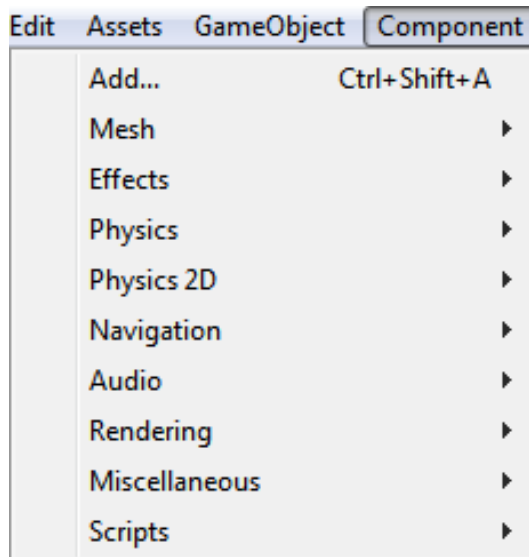 Edit Assets GameObject Component
Add... Ctrl+Shift+A
Mesh
Effects
Physics
Physics 2D
Navigation
Audio
Rendering
Miscellaneous
Scripts